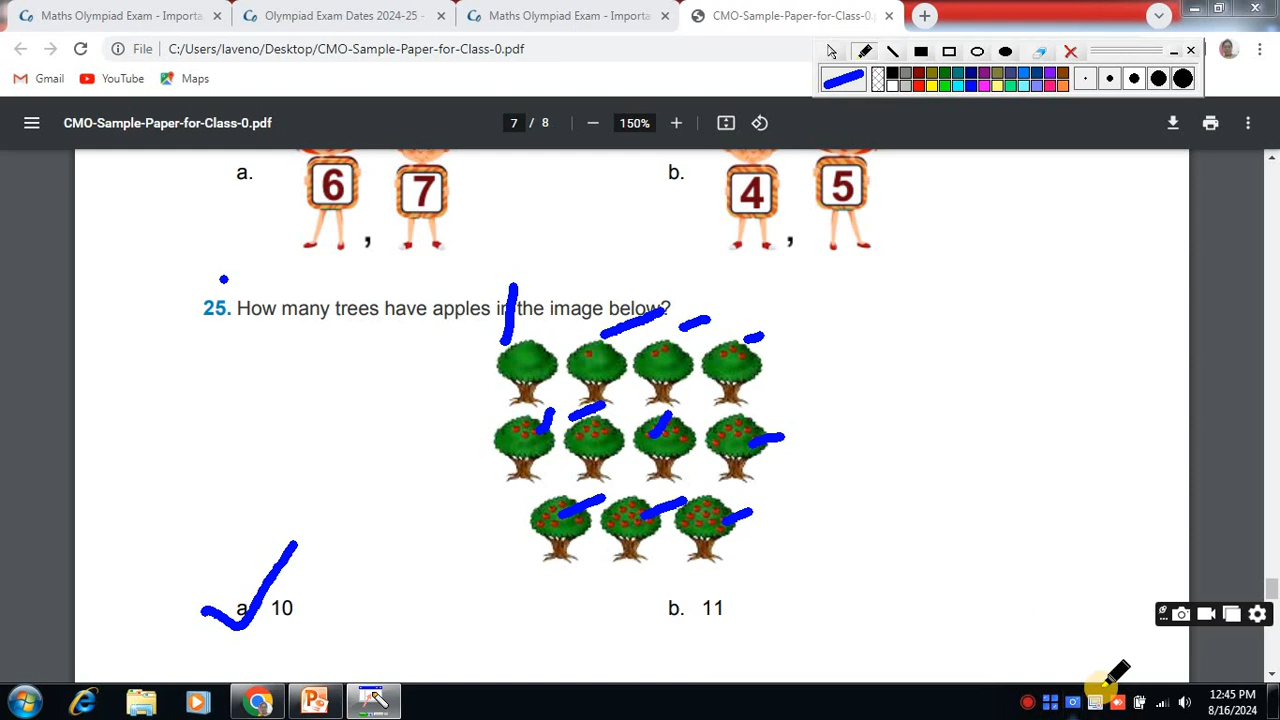 Maths Olympiad Exam - Importa
Olympiad Exam Dates 2024-25 -
Maths Olympiad Exam - Importa
CMO-Sample-Paper-for-Class-0.p
File
C:/Users/laveno/Desktop/CMO-Sample-Paper-for-Class-0.pdf
Gmail
YouTube
Maps
CMO-Sample-Paper-for-Class-0.pdf
7 / 8
150%
a. 6 , 7
b. 4 , 5
25. How many trees have apples in the image below?
a. 10
b. 11
12:45 PM
8/16/2024